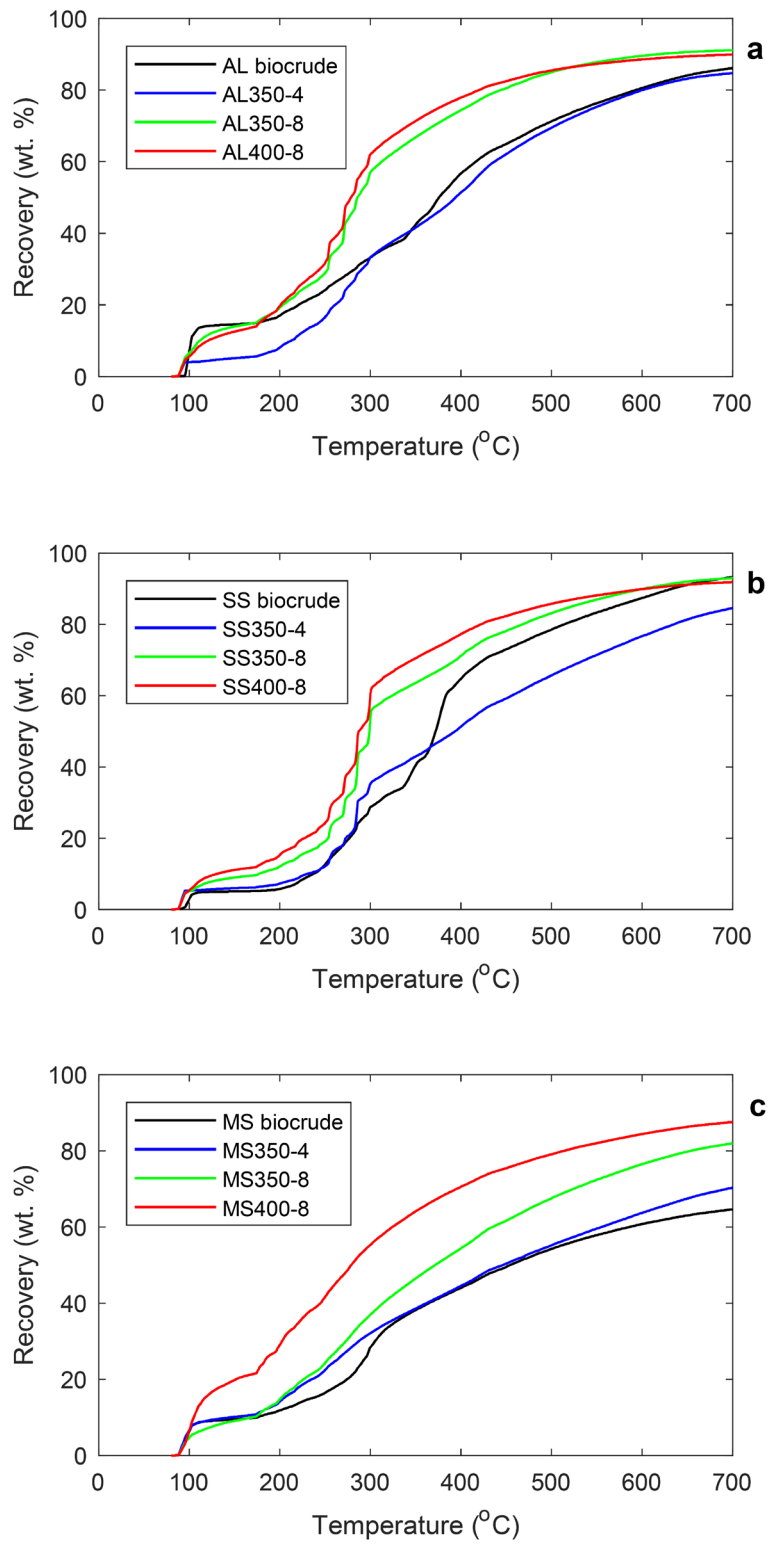 a
100
80
60
40
20
0
Recovery (wt. %)
AL biocrude
AL350-4
AL350-8
AL400-8
0 100 200 300 400 500 600 700
Temperature (°C)
b
100
80
60
40
20
0
Recovery (wt. %)
SS biocrude
SS350-4
SS350-8
SS400-8
0 100 200 300 400 500 600 700
Temperature (°C)
c
100
80
60
40
20
0
Recovery (wt. %)
MS biocrude
MS350-4
MS350-8
MS400-8
0 100 200 300 400 500 600 700
Temperature (°C)